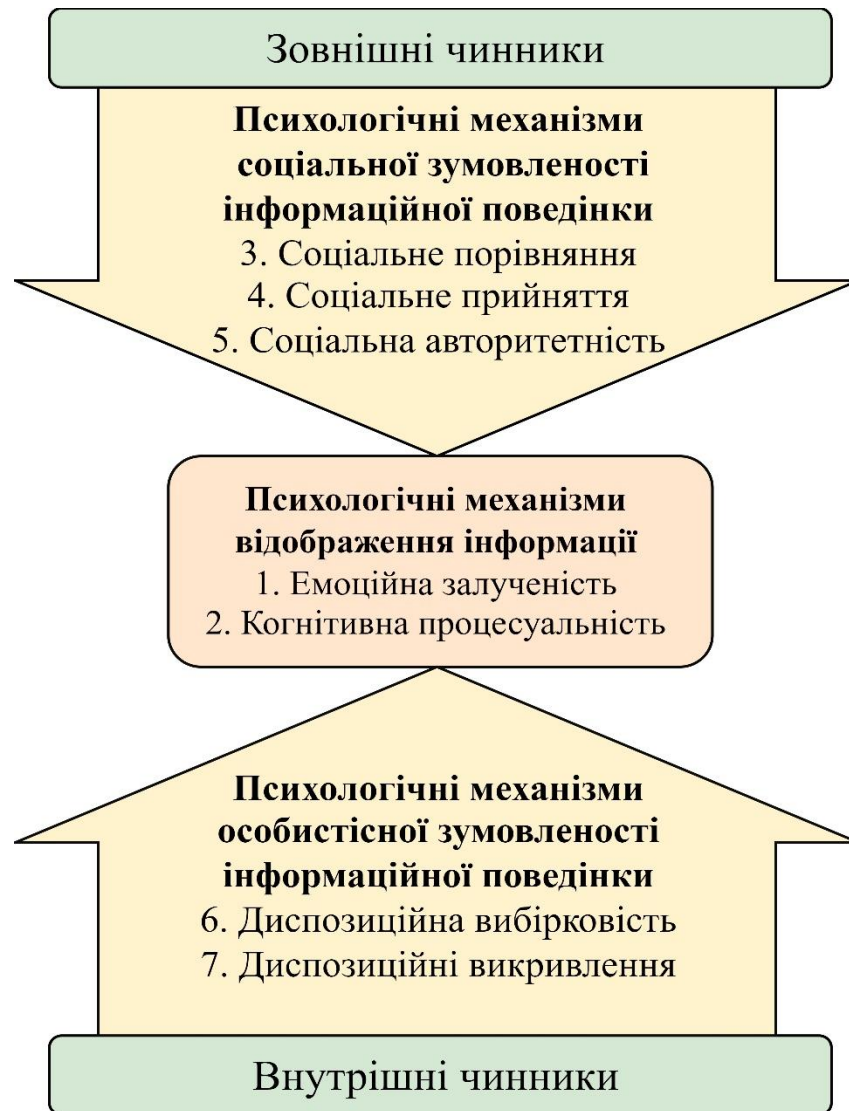 Зовнішні чинники
Психологічні механізми
соціальної зумовленості
інформаційної поведінки
3. Соціальне порівняння
4. Соціальне прийняття
5. Соціальна авторитетність
Психологічні механізми
відображення інформації
1. Емоційна залученість
2. Когнітивна процесуальність
Психологічні механізми
особистісної зумовленості
інформаційної поведінки
6. Диспозиційна вибірковість
7. Диспозиційні викривлення
Внутрішні чинники